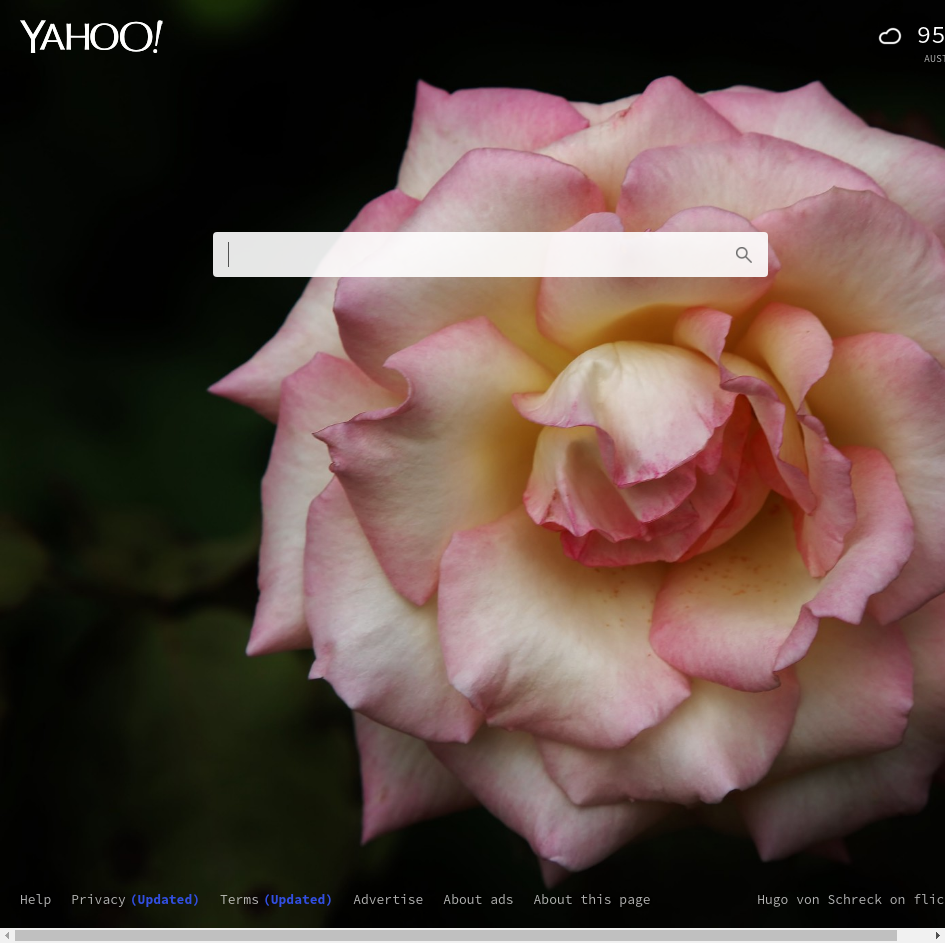 YAHOO!
95
AUST
Help Privacy (Updated) Terms (Updated) Advertise About ads About this page Hugo von Schreck on flic